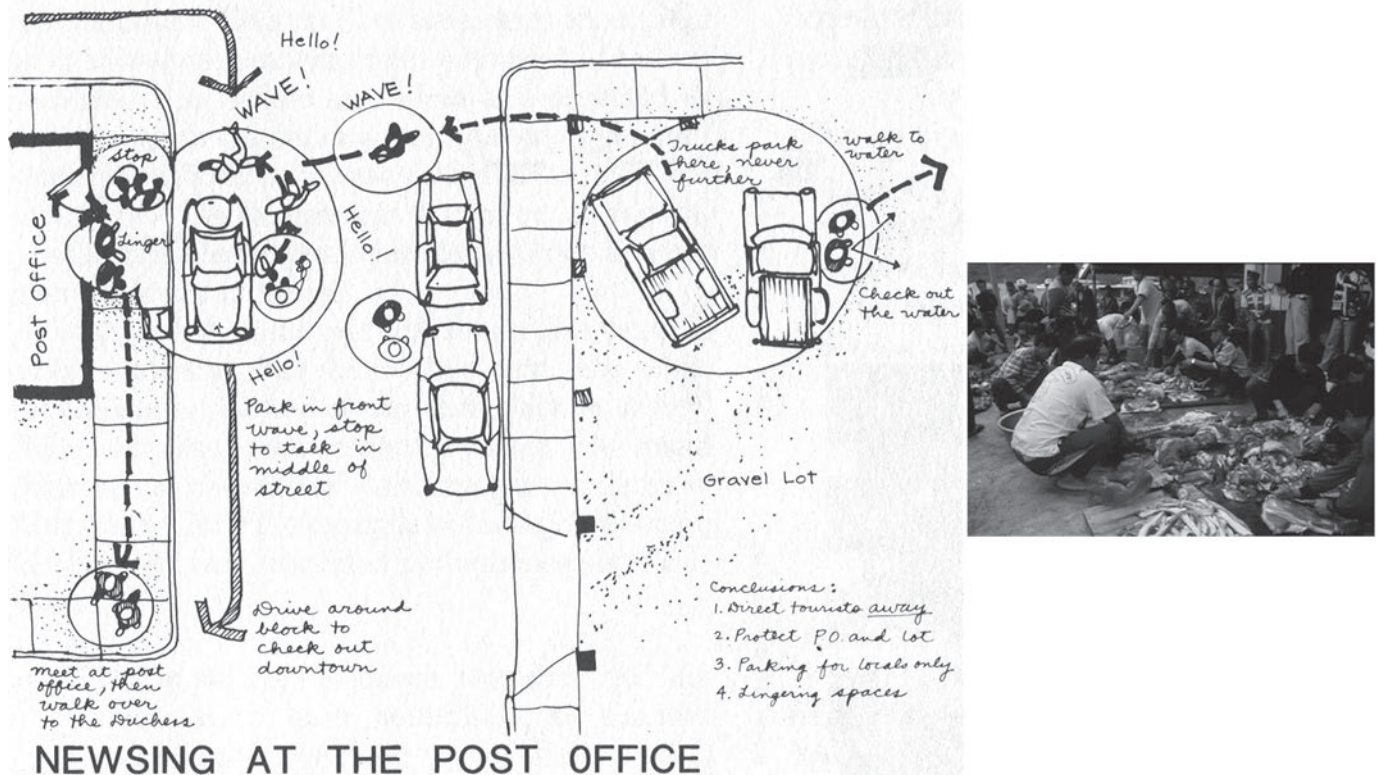 Hello!
WAVE!
WAVE!
Stop
Linger
Post Office
Hello
Hello!
Park in front
wave, stop
to talk in
middle of
street
Drive around
block to
check out
downtown
meet at post
office, then
walk over
to the Duchess
Trucks park
here, never
further
walk to
water
Check out
the water
Gravel Lot
Conclusions:
1. Direct tourists away
2. Protect P.O. and lot
3. Parking for locals only
4. Lingering spaces
NEWSING AT THE POST OFFICE